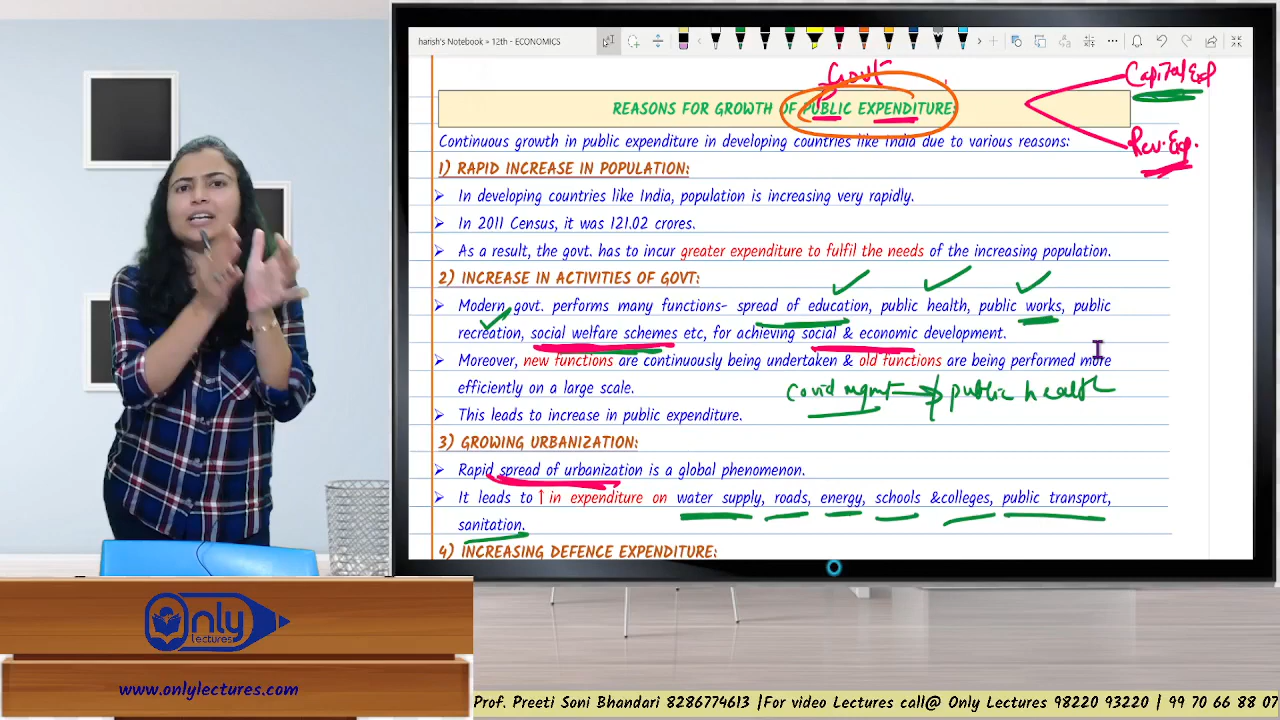 harish's Notebook > 12th - ECONOMICS
Govt
Capital Exp
REASONS FOR GROWTH OF PUBLIC EXPENDITURE:
Rev. Exp.
Continuous growth in public expenditure in developing countries like India due to various reasons:
1) RAPID INCREASE IN POPULATION:
➢ In developing countries like India, population is increasing very rapidly.
➢ In 2011 Census, it was 121.02 crores.
➢ As a result, the govt. has to incur greater expenditure to fulfil the needs of the increasing population.
2) INCREASE IN ACTIVITIES OF GOVT:
➢ Modern govt. performs many functions- spread of education, public health, public works, public
recreation, social welfare schemes etc, for achieving social & economic development.
➢ Moreover, new functions are continuously being undertaken & old functions are being performed more
efficiently on a large scale.
covid mgmt → public health
➢ This leads to increase in public expenditure.
3) GROWING URBANIZATION:
➢ Rapid spread of urbanization is a global phenomenon.
➢ It leads to ↑ in expenditure on water supply, roads, energy, schools &colleges, public transport,
sanitation.
4) INCREASING DEFENCE EXPENDITURE:
Only
lectures
www.onlylectures.com
Prof. Preeti Soni Bhandari 8286774613 |For video Lectures call@ Only Lectures 98220 93220 | 99 70 66 88 07